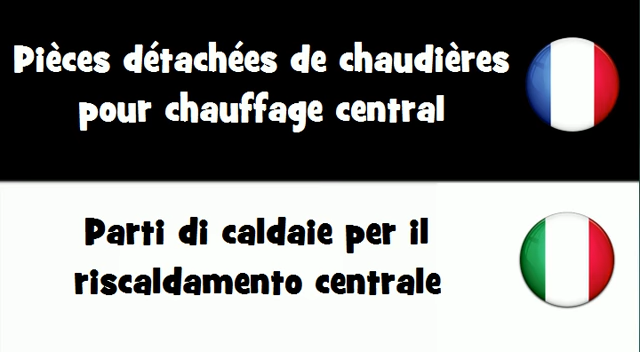 Pièces détachées de chaudières
pour chauffage central
Parti di caldaie per il
riscaldamento centrale